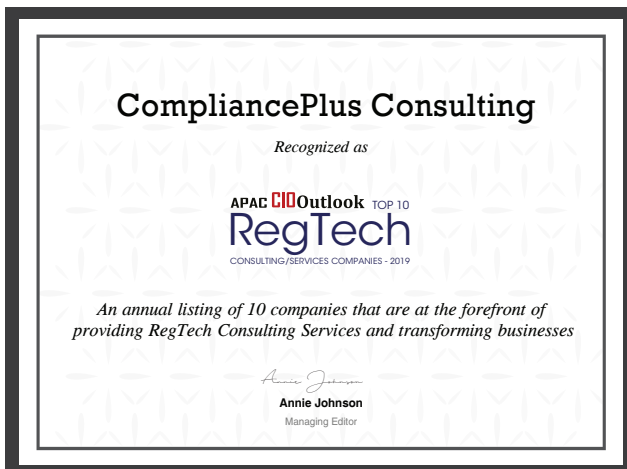 CompliancePlus Consulting
Recognized as
APAC CIOOutlook TOP 10
RegTech
CONSULTING/SERVICES COMPANIES - 2019
An annual listing of 10 companies that are at the forefront of
providing RegTech Consulting Services and transforming businesses
Annie Johnson
Annie Johnson
Managing Editor